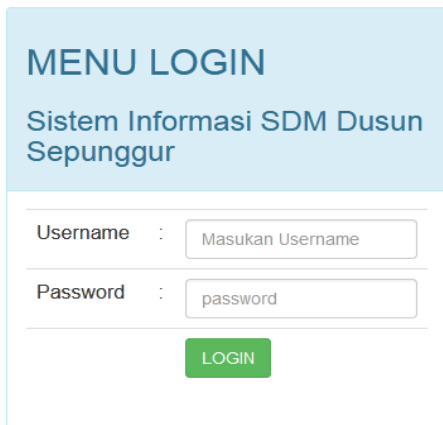 MENU LOGIN
Sistem Informasi SDM Dusun
Sepunggur
Username : Masukan Username
Password : password
LOGIN